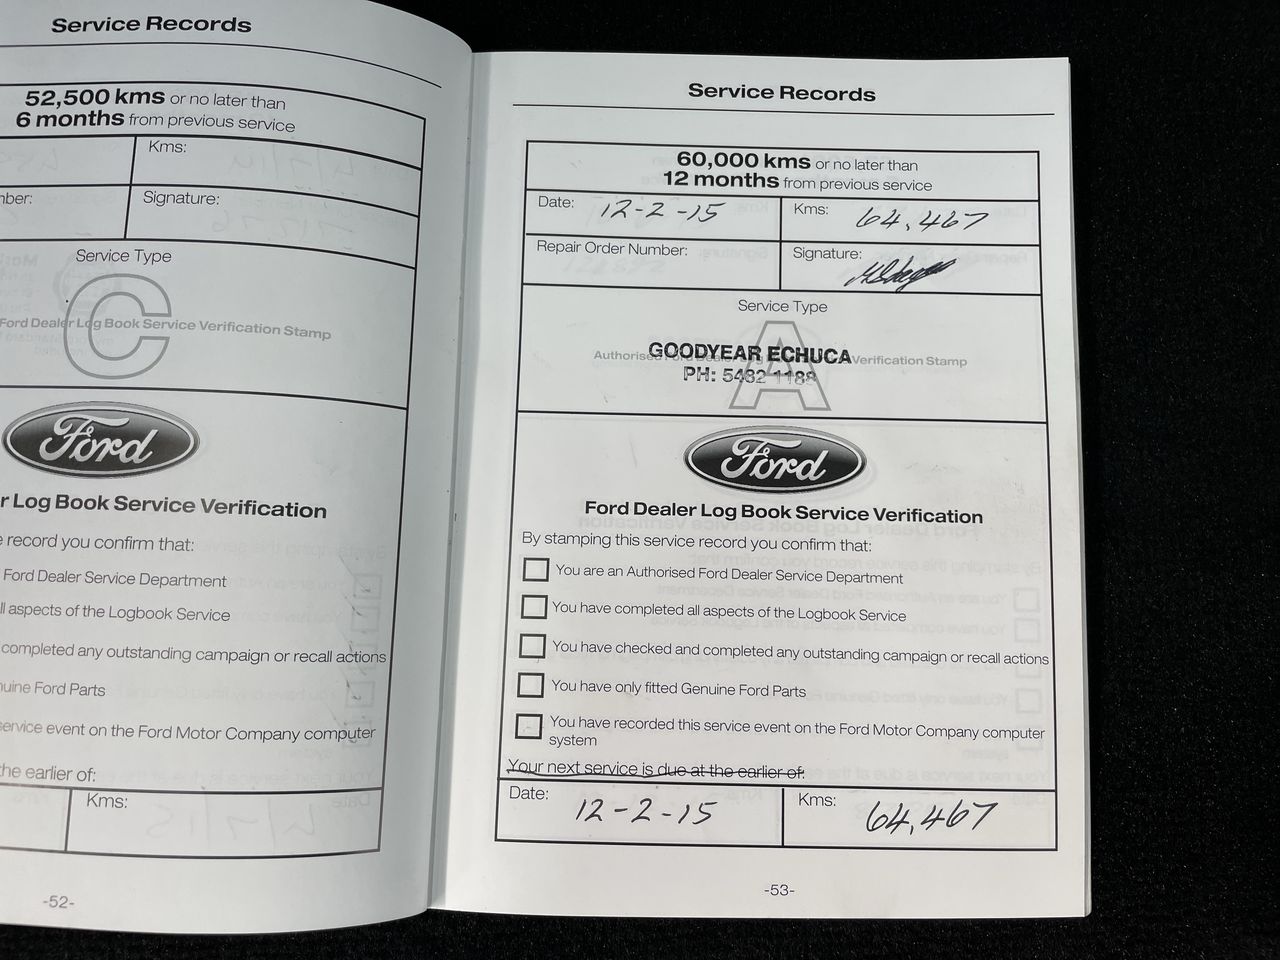 Service Records
52,500 kms or no later than
6 months from previous service
Kms:
Signature:
Service Type
C
Ford Dealer Log Book Service Verification Stamp
Ford
Log Book Service Verification
record you confirm that:
Ford Dealer Service Department
aspects of the Logbook Service
completed any outstanding campaign or recall actions
Ford Parts
service event on the Ford Motor Company computer
the earlier of:
Kms:
-52-
Service Records
60,000 kms or no later than
12 months from previous service
Date: 12-2-15 Kms: 64,467
Repair Order Number: Signature:
Service Type
A
Authorised Ford Dealer Verification Stamp
GOODYEAR ECHUCA
PH: 5482 1188
Ford
Ford Dealer Log Book Service Verification
By stamping this service record you confirm that:
You are an Authorised Ford Dealer Service Department
You have completed all aspects of the Logbook Service
You have checked and completed any outstanding campaign or recall actions
You have only fitted Genuine Ford Parts
You have recorded this service event on the Ford Motor Company computer
system
Your next service is due at the earlier of:
Date: 12-2-15 Kms: 64,467
-53-